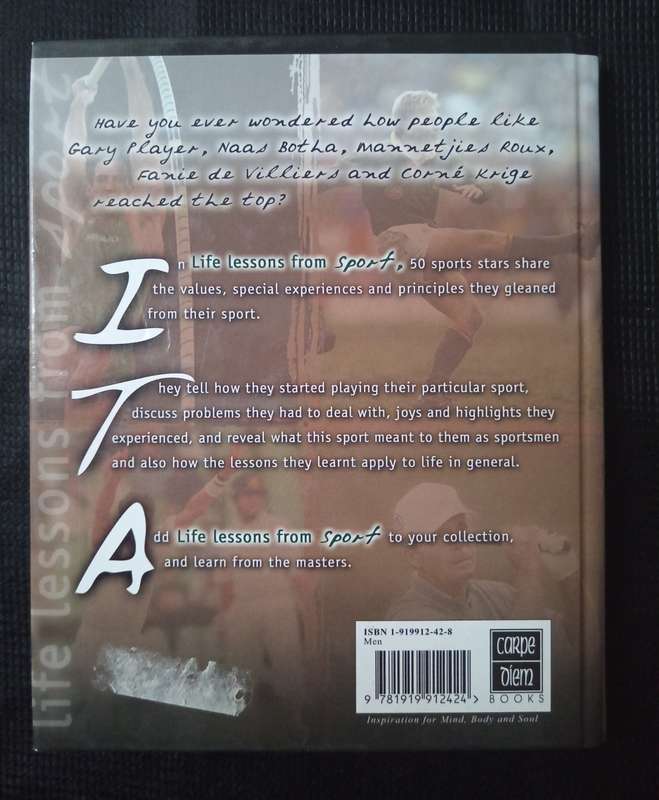 Have you ever wondered how people like
Gary Player, Naas Botha, Mannetjies Roux,
Fanie de Villiers and Corné Krige
reached the top?
In Life lessons from sport, 50 sports stars share
the values, special experiences and principles they gleaned
from their sport.
They tell how they started playing their particular sport,
discuss problems they had to deal with, joys and highlights they
experienced, and reveal what this sport meant to them as sportsmen
and also how the lessons they learnt apply to life in general.
Add Life lessons from sport to your collection,
and learn from the masters.
life lessons from sport
ISBN 1-919912-42-8
Men
9 781919 912424 >
carpe
diem
BOOKS
Inspiration for Mind, Body and Soul